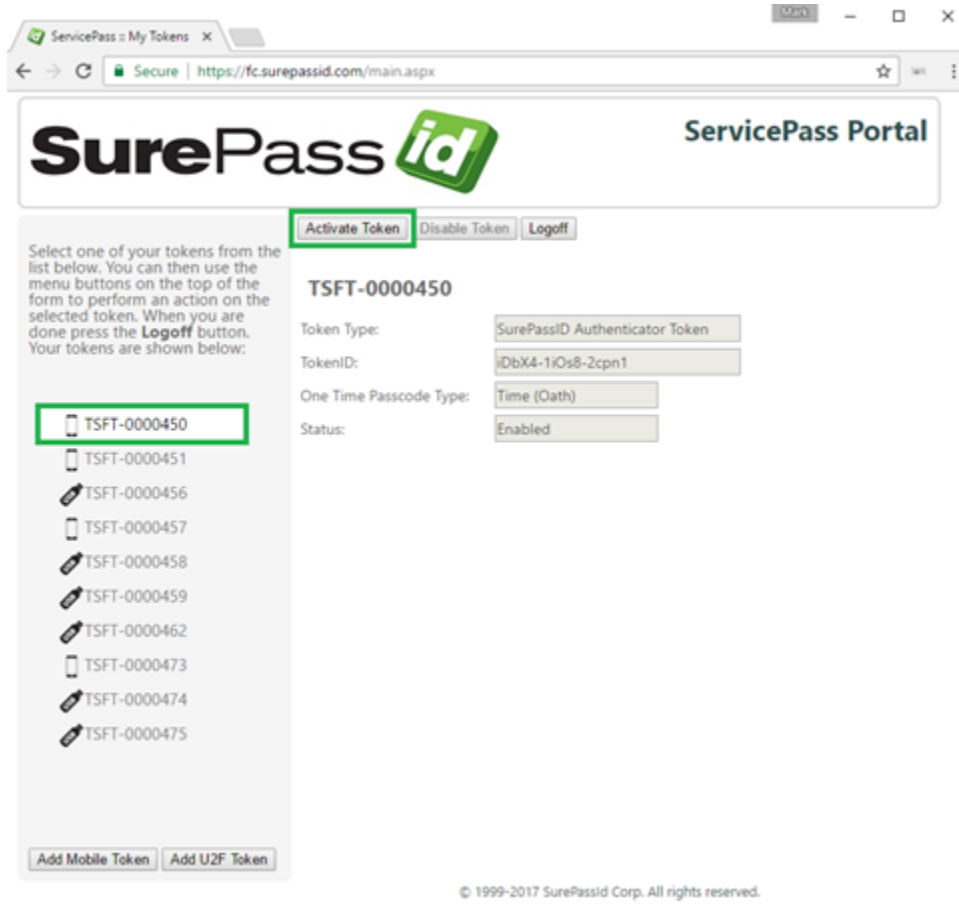 Mark
ServicePass :: My Tokens
Secure | https://fc.surepassid.com/main.aspx
SurePass id
ServicePass Portal
Activate Token Disable Token Logoff
Select one of your tokens from the
list below. You can then use the
menu buttons on the top of the
form to perform an action on the
selected token. When you are
done press the Logoff button.
Your tokens are shown below:
TSFT-0000450
Token Type: SurePassID Authenticator Token
TokenID: iDbX4-1iOs8-2cpn1
One Time Passcode Type: Time (Oath)
Status: Enabled
TSFT-0000450
TSFT-0000451
TSFT-0000456
TSFT-0000457
TSFT-0000458
TSFT-0000459
TSFT-0000462
TSFT-0000473
TSFT-0000474
TSFT-0000475
Add Mobile Token Add U2F Token
© 1999-2017 SurePassId Corp. All rights reserved.